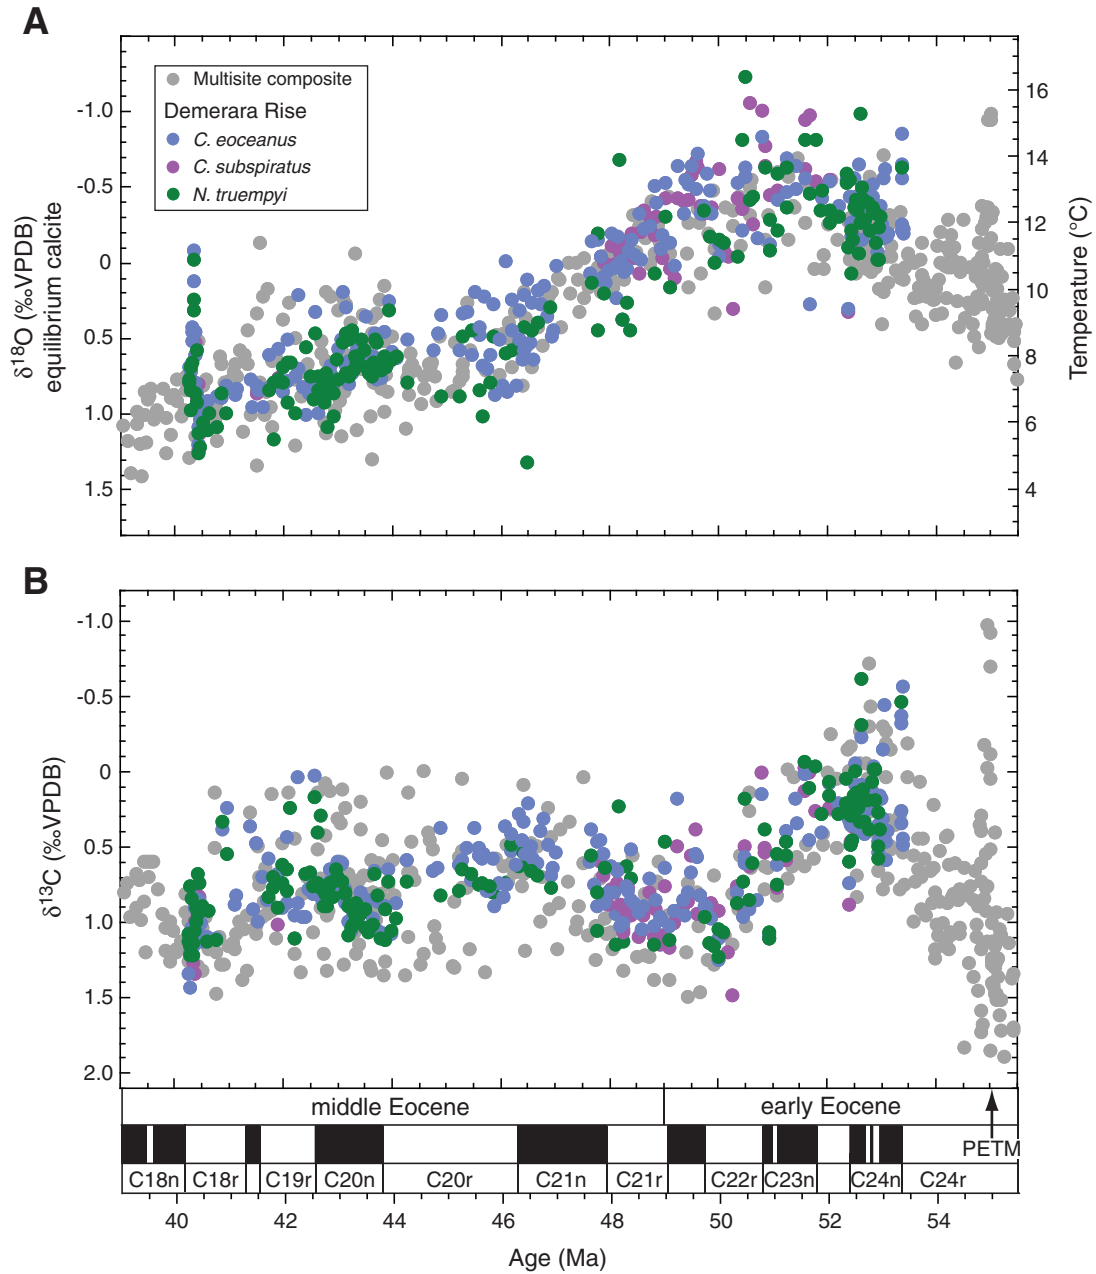 A
Multisite composite
Demerara Rise
C. eoceanus
C. subspiratus
N. truempyi
-1.0
-0.5
0
0.5
1.0
1.5
δ18O (‰VPDB)
equilibrium calcite
16
14
12
10
8
6
4
Temperature (°C)
B
-1.0
-0.5
0
0.5
1.0
1.5
2.0
δ13C (‰VPDB)
middle Eocene
early Eocene
PETM
C18n
C18r
C19r
C20n
C20r
C21n
C21r
C22r
C23n
C24n
C24r
40
42
44
46
48
50
52
54
Age (Ma)